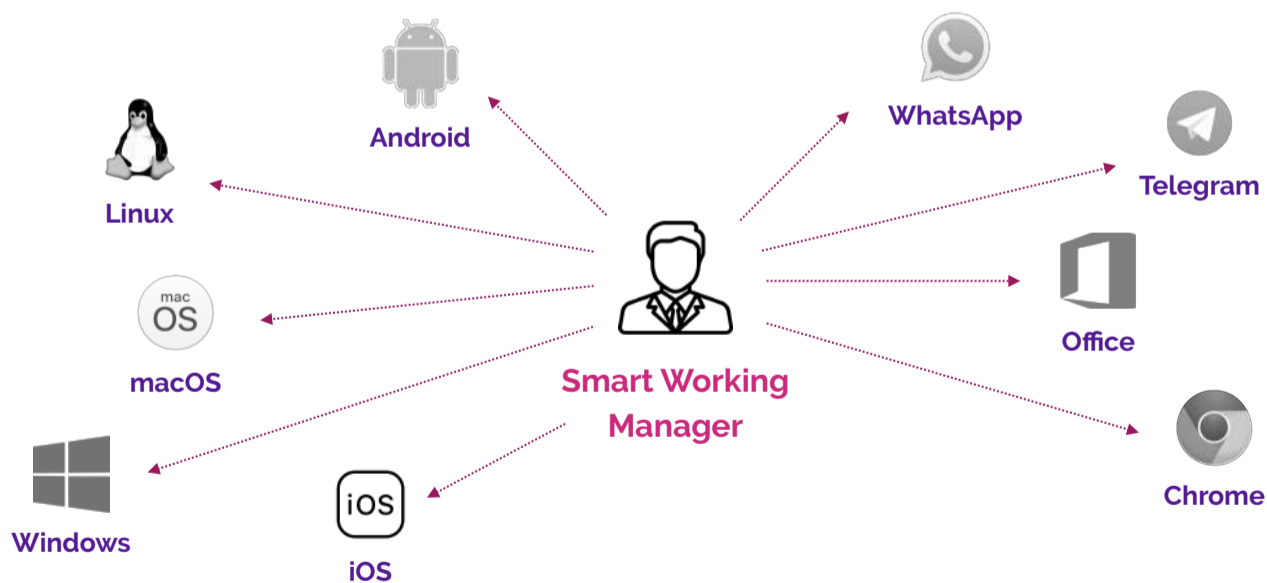 Android
WhatsApp
Telegram
Linux
mac
OS
macOS
Office
Smart Working
Manager
Chrome
Windows
iOS
iOS